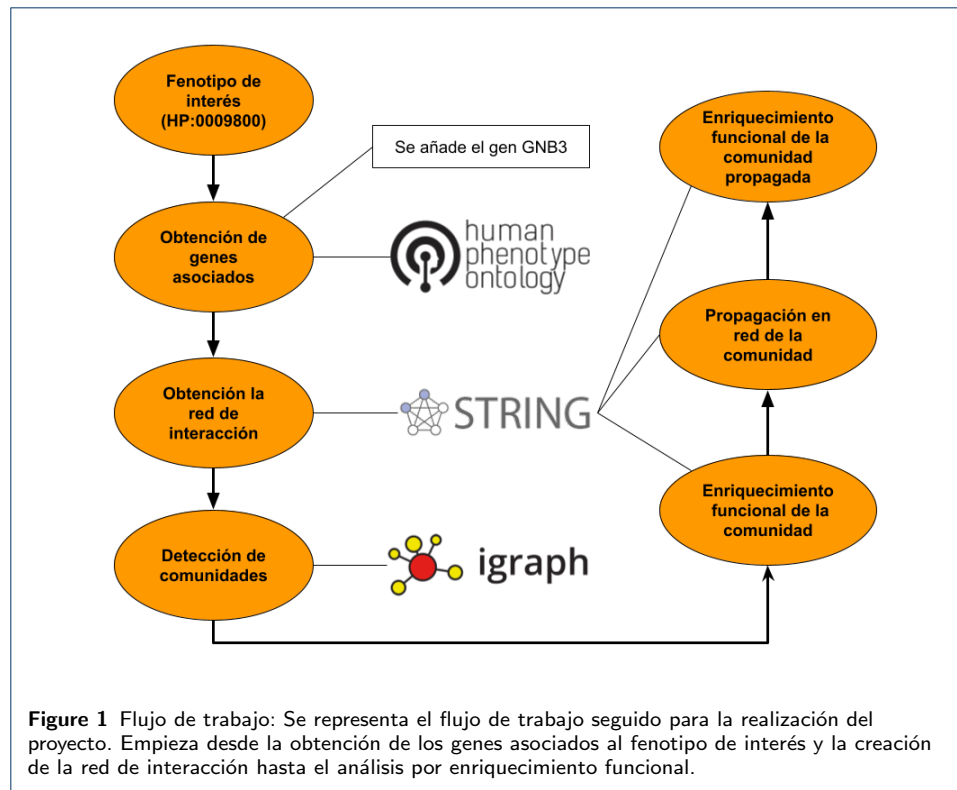 Fenotipo de
interés
(HP:0009800)
Se añade el gen GNB3
Obtención de
genes
asociados
human
phenotype
ontology
Obtención la
red de
interacción
STRING
Detección de
comunidades
igraph
Enriquecimiento
funcional de la
comunidad
Propagación en
red de la
comunidad
Enriquecimiento
funcional de la
comunidad
propagada
Figure 1 Flujo de trabajo: Se representa el flujo de trabajo seguido para la realización del
proyecto. Empieza desde la obtención de los genes asociados al fenotipo de interés y la creación
de la red de interacción hasta el análisis por enriquecimiento funcional.